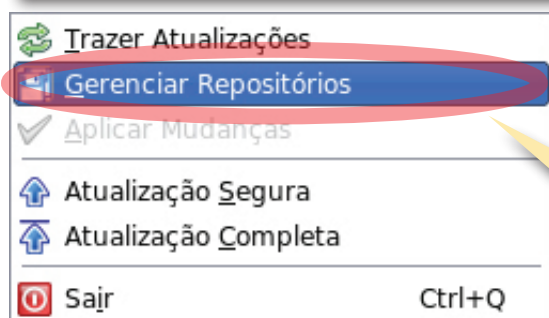 Trazer Atualizações
Gerenciar Repositórios
Aplicar Mudanças
Atualização Segura
Atualização Completa
Sair Ctrl+Q